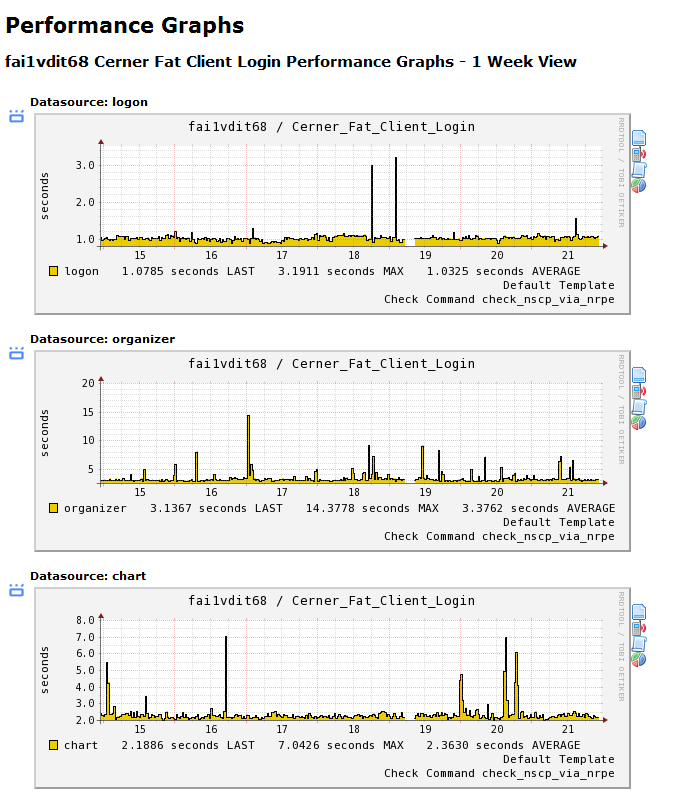 Performance Graphs
fai1vdit68 Cerner Fat Client Login Performance Graphs - 1 Week View
Datasource: logon
fai1vdit68 / Cerner_Fat_Client_Login
RRDTOOL / TOBI OETIKER
seconds
3.0
2.0
1.0
15 16 17 18 19 20 21
logon 1.0785 seconds LAST 3.1911 seconds MAX 1.0325 seconds AVERAGE
Default Template
Check Command check_nscp_via_nrpe
Datasource: organizer
fai1vdit68 / Cerner_Fat_Client_Login
RRDTOOL / TOBI OETIKER
seconds
20
15
10
5
15 16 17 18 19 20 21
organizer 3.1367 seconds LAST 14.3778 seconds MAX 3.3762 seconds AVERAGE
Default Template
Check Command check_nscp_via_nrpe
Datasource: chart
fai1vdit68 / Cerner_Fat_Client_Login
RRDTOOL / TOBI OETIKER
seconds
8.0
7.0
6.0
5.0
4.0
3.0
2.0
15 16 17 18 19 20 21
chart 2.1886 seconds LAST 7.0426 seconds MAX 2.3630 seconds AVERAGE
Default Template
Check Command check_nscp_via_nrpe